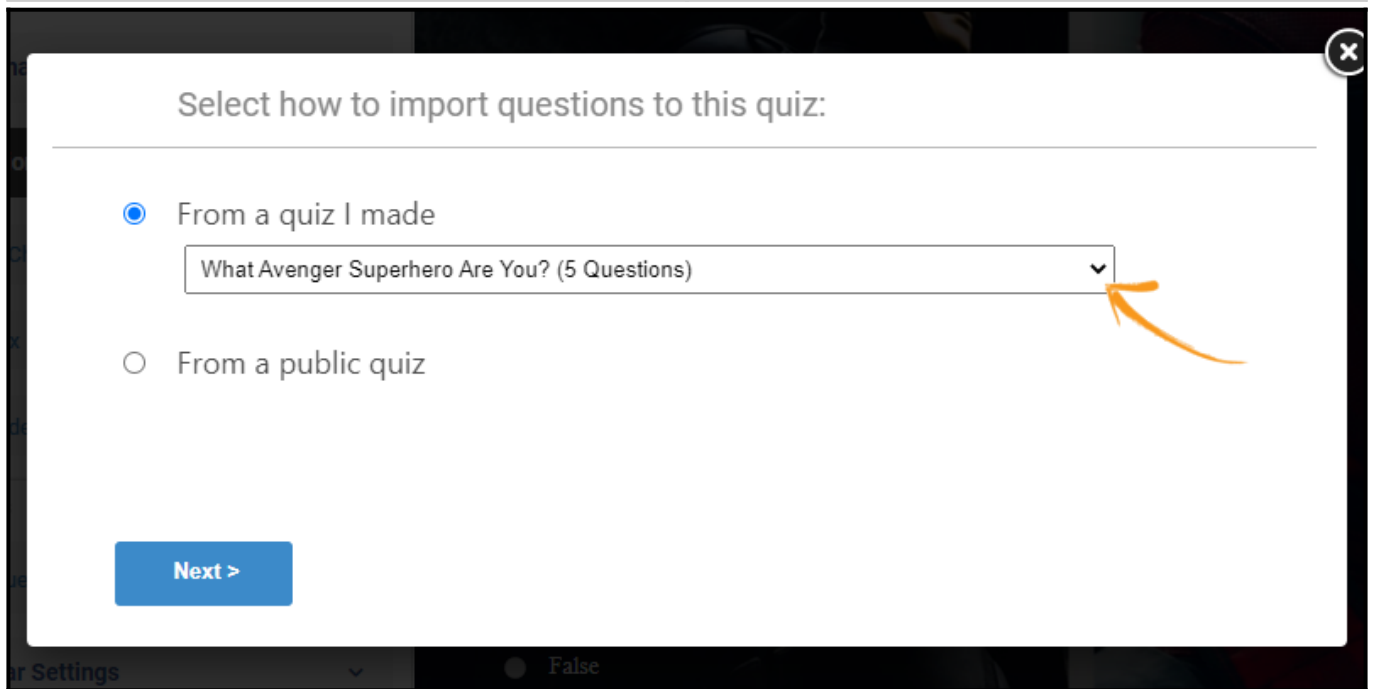 Select how to import questions to this quiz:
From a quiz I made
What Avenger Superhero Are You? (5 Questions)
From a public quiz
Next >
Settings
False